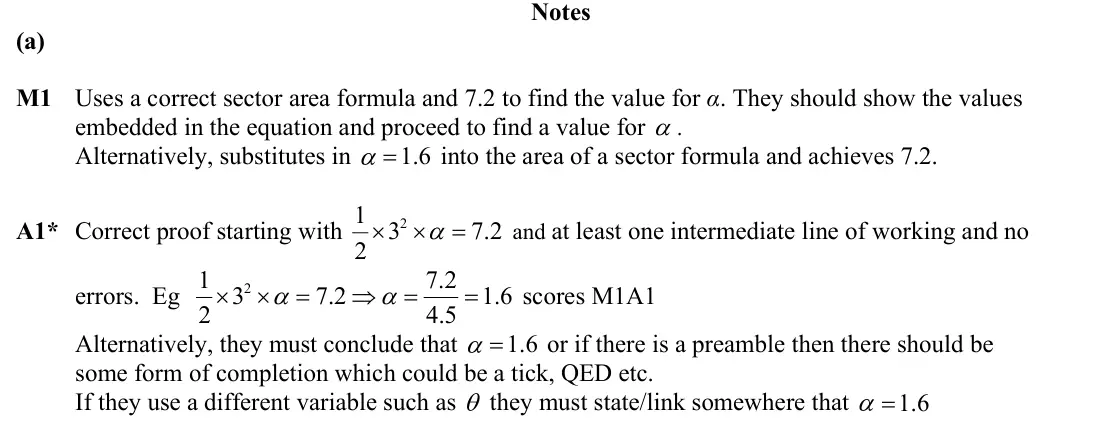 Notes
(a)
M1 Uses a correct sector area formula and 7.2 to find the value for α. They should show the values
embedded in the equation and proceed to find a value for α .
Alternatively, substitutes in α = 1.6 into the area of a sector formula and achieves 7.2.
A1* Correct proof starting with 1/2 × 3² × α = 7.2 and at least one intermediate line of working and no
errors. Eg 1/2 × 3² × α = 7.2 ⇒ α = 7.2/4.5 = 1.6 scores M1A1
Alternatively, they must conclude that α = 1.6 or if there is a preamble then there should be
some form of completion which could be a tick, QED etc.
If they use a different variable such as θ they must state/link somewhere that α = 1.6